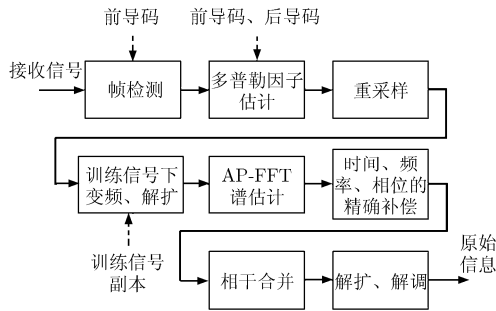 前导码
前导码、后导码
接收信号
帧检测
多普勒因子
估计
重采样
训练信号下
变频、解扩
AP-FFT
谱估计
时间、频
率、相位的
精确补偿
训练信号
副本
相干合并
解扩、解调
原始
信息